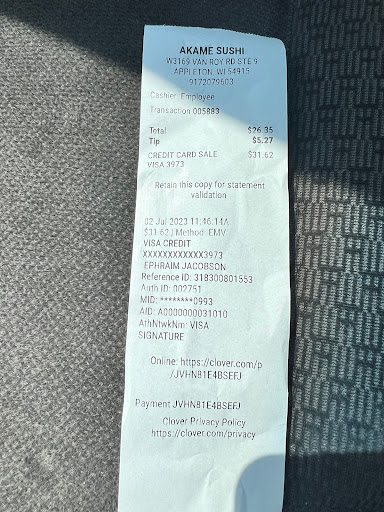 AKAME SUSHI
W3169 VAN ROY RD STE 9
APPLETON, WI 54915
9172079603
Cashier: Employee
Transaction 005883
Total $26.35
Tip $5.27
CREDIT CARD SALE $31.62
VISA 3973
Retain this copy for statement
validation
02 Jul 2023 11:46:14A
$31.62 | Method: EMV
VISA CREDIT
XXXXXXXXXXXX3973
EPHRAIM JACOBSON
Reference ID: 318300801553
Auth ID: 002751
MID: ********0993
AID: A0000000031010
AthNtwkNm: VISA
SIGNATURE
Online: https://clover.com/p
/JVHN81E4BSEFJ
Payment JVHN81E4BSEFJ
Clover Privacy Policy
https://clover.com/privacy